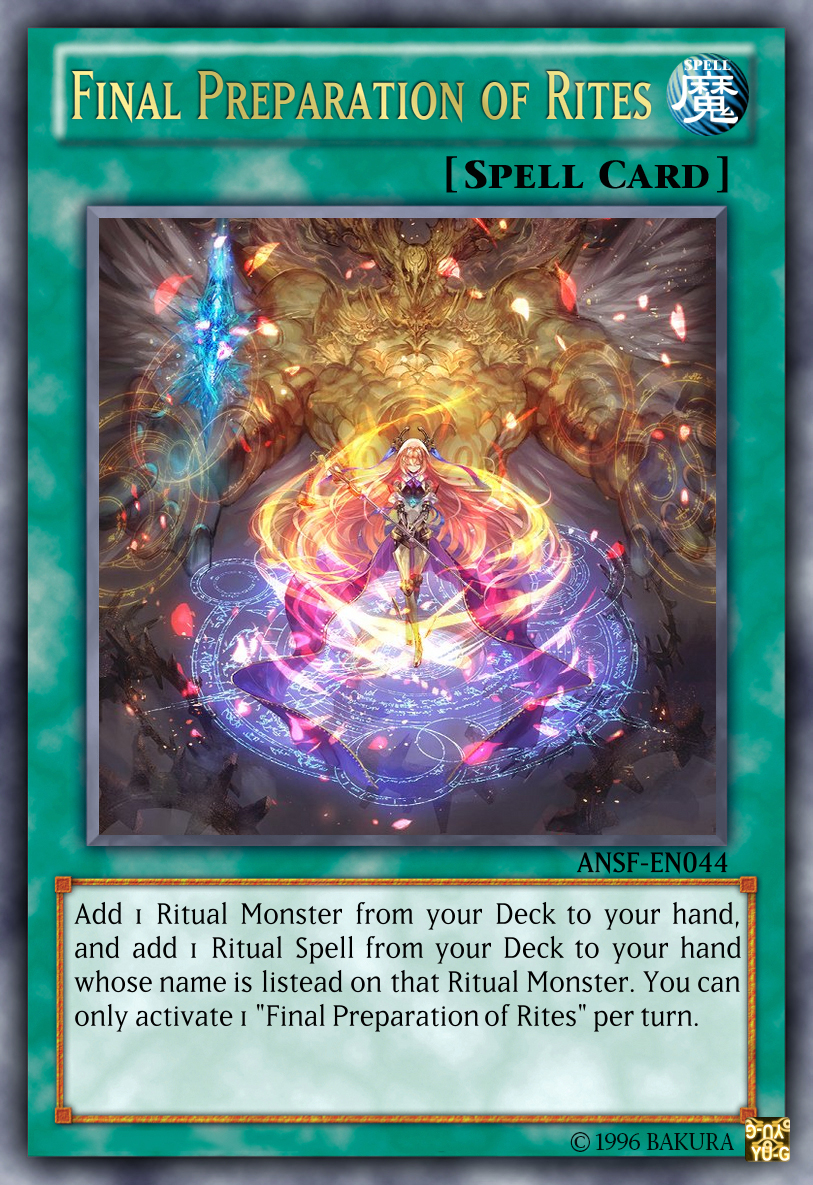 Final Preparation of Rites
SPELL
魔
[Spell Card]
ANSF-EN044
Add 1 Ritual Monster from your Deck to your hand,
and add 1 Ritual Spell from your Deck to your hand
whose name is listead on that Ritual Monster. You can
only activate 1 "Final Preparation of Rites" per turn.
© 1996 BAKURA
YU-G